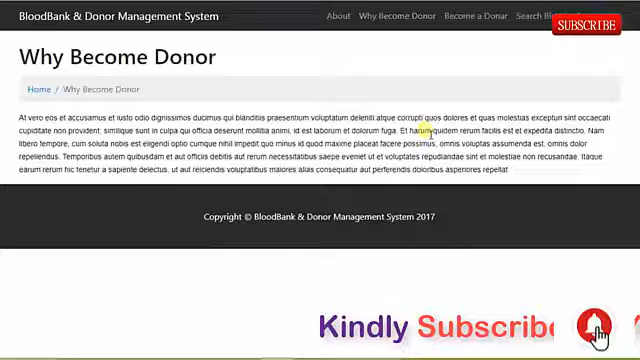 BloodBank & Donor Management System
About Why Become Donor Become a Donar Search
SUBSCRIBE
Why Become Donor
Home / Why Become Donor
At vero eos et accusamus et iusto odio dignissimos ducimus qui blanditiis praesentium voluptatum deleniti atque corrupti quos dolores et quas molestias excepturi sint occaecati
cupiditate non provident, similique sunt in culpa qui officia deserunt mollitia animi, id est laborum et dolorum fuga. Et harum quidem rerum facilis est et expedita distinctio. Nam
libero tempore, cum soluta nobis est eligendi optio cumque nihil impedit quo minus id quod maxime placeat facere possimus, omnis voluptas assumenda est, omnis dolor
repellendus. Temporibus autem quibusdam et aut officiis debitis aut rerum necessitatibus saepe eveniet ut et voluptates repudiandae sint et molestiae non recusandae. Itaque
earum rerum hic tenetur a sapiente delectus, ut aut reiciendis voluptatibus maiores alias consequatur aut perferendis doloribus asperiores repellat
Copyright © BloodBank & Donor Management System 2017
Kindly Subscribe